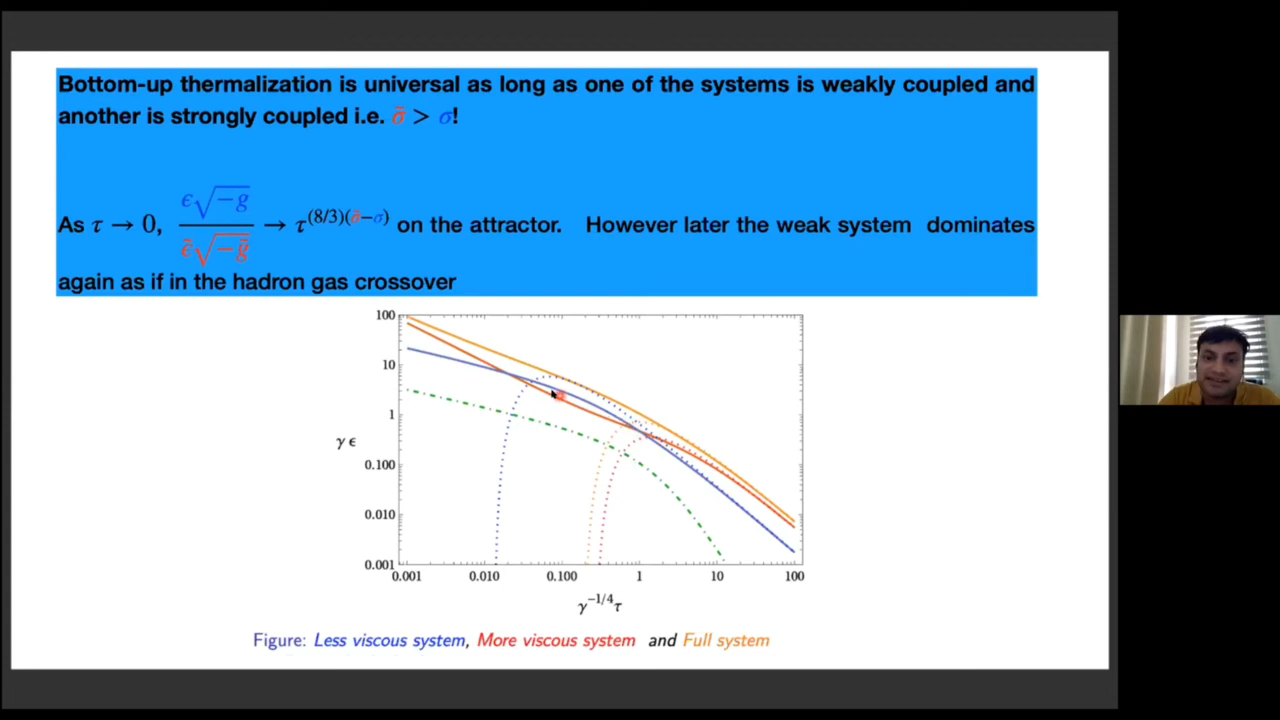 Bottom-up thermalization is universal as long as one of the systems is weakly coupled and
another is strongly coupled i.e. σ̃ > σ!
As τ → 0, ϵ√−g / ϵ̃√−g̃ → τ^(8/3)(σ̃−σ) on the attractor. However later the weak system dominates
again as if in the hadron gas crossover
100
10
1
γ ϵ
0.100
0.010
0.001
0.001 0.010 0.100 1 10 100
γ^−1/4 τ
Figure: Less viscous system, More viscous system and Full system